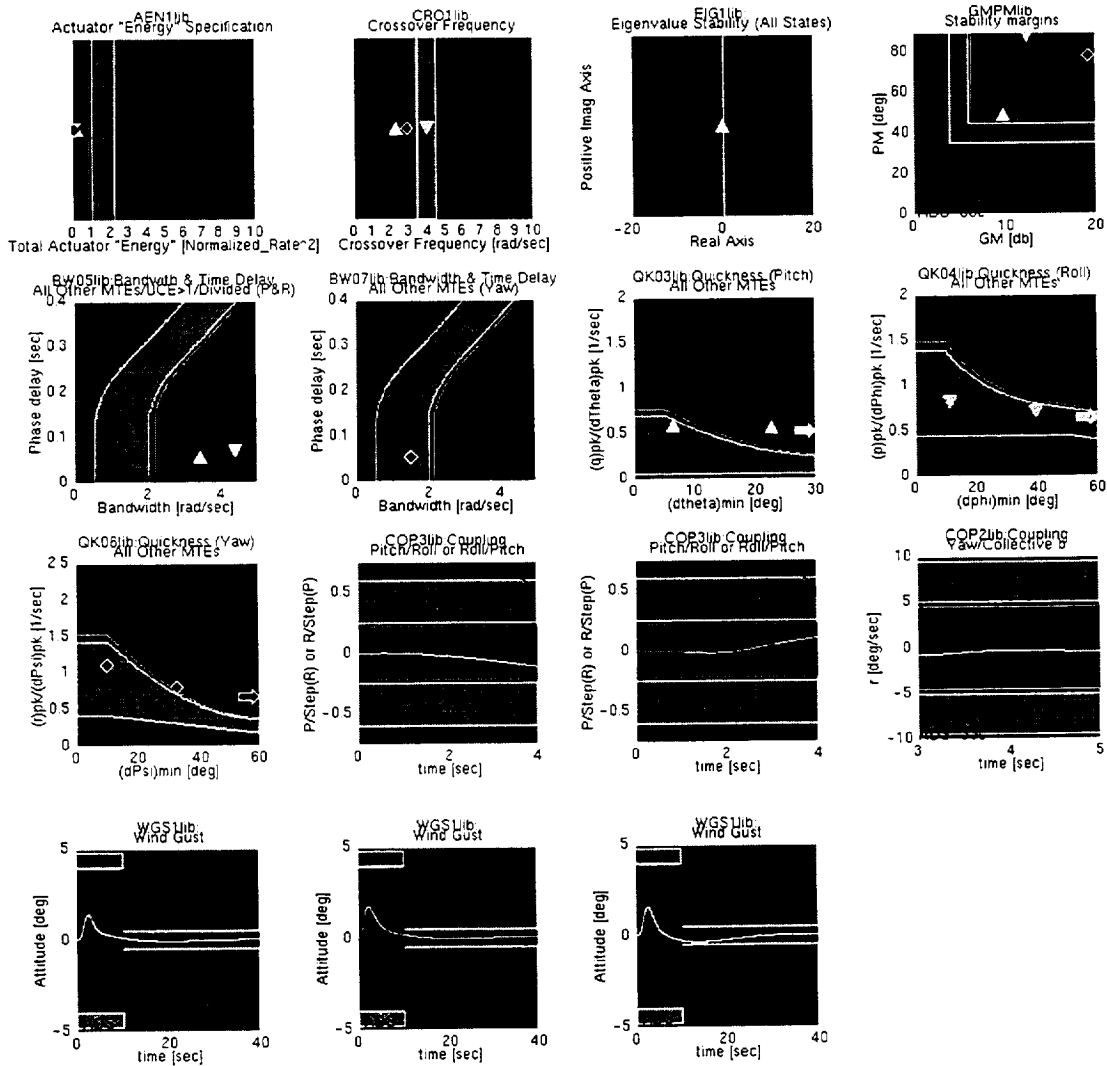 AEN1lib:
Actuator "Energy" Specification
0 1 2 3 4 5 6 7 8 9 10
Total Actuator "Energy" [Normalized_Rate^2]
CRO1lib:
Crossover Frequency
0 1 2 3 4 5 6 7 8 9 10
Crossover Frequency [rad/sec]
EIG1lib:
Eigenvalue Stability (All States)
Positive Imag Axis
-20 0 20
Real Axis
GMPMlib
Stability margins
PM [deg]
80
60
40
20
0
0 10 20
GM [db]
BW05lib:Bandwidth & Time Delay
All Other MTEs/UCE>1/Divided (P&R)
Phase delay [sec]
0.4
0.3
0.2
0.1
0
0 2 4
Bandwidth [rad/sec]
BW07lib:Bandwidth & Time Delay
All Other MTEs (Yaw)
Phase delay [sec]
0.4
0.3
0.2
0.1
0
0 2 4
Bandwidth [rad/sec]
QK03lib:Quickness (Pitch)
All Other MTEs
(q)pk/(dTheta)pk [1/sec]
2
1.5
1
0.5
0
0 10 20 30
(dtheta)min [deg]
QK04lib:Quickness (Roll)
All Other MTEs
(p)pk/(dPhi)pk [1/sec]
2
1.5
1
0.5
0
0 20 40 60
(dphi)min [deg]
QK06lib:Quickness (Yaw)
All Other MTEs
(r)pk/(dPsi)pk [1/sec]
2.5
2
1.5
1
0.5
0
0 20 40 60
(dPsi)min [deg]
COP3lib:Coupling
Pitch/Roll or Roll/Pitch
P/Step(R) or R/Step(P)
0.5
0
-0.5
0 2 4
time [sec]
COP3lib:Coupling
Pitch/Roll or Roll/Pitch
P/Step(R) or R/Step(P)
0.5
0
-0.5
0 2 4
time [sec]
COP2lib:Coupling
Yaw/Collective b
r [deg/sec]
10
5
0
-5
-10
3 4 5
time [sec]
WGS1lib:
Wind Gust
Attitude [deg]
5
0
-5
0 20 40
time [sec]
WGS1lib:
Wind Gust
Attitude [deg]
5
0
-5
0 20 40
time [sec]
WGS1lib:
Wind Gust
Attitude [deg]
5
0
-5
0 20 40
time [sec]